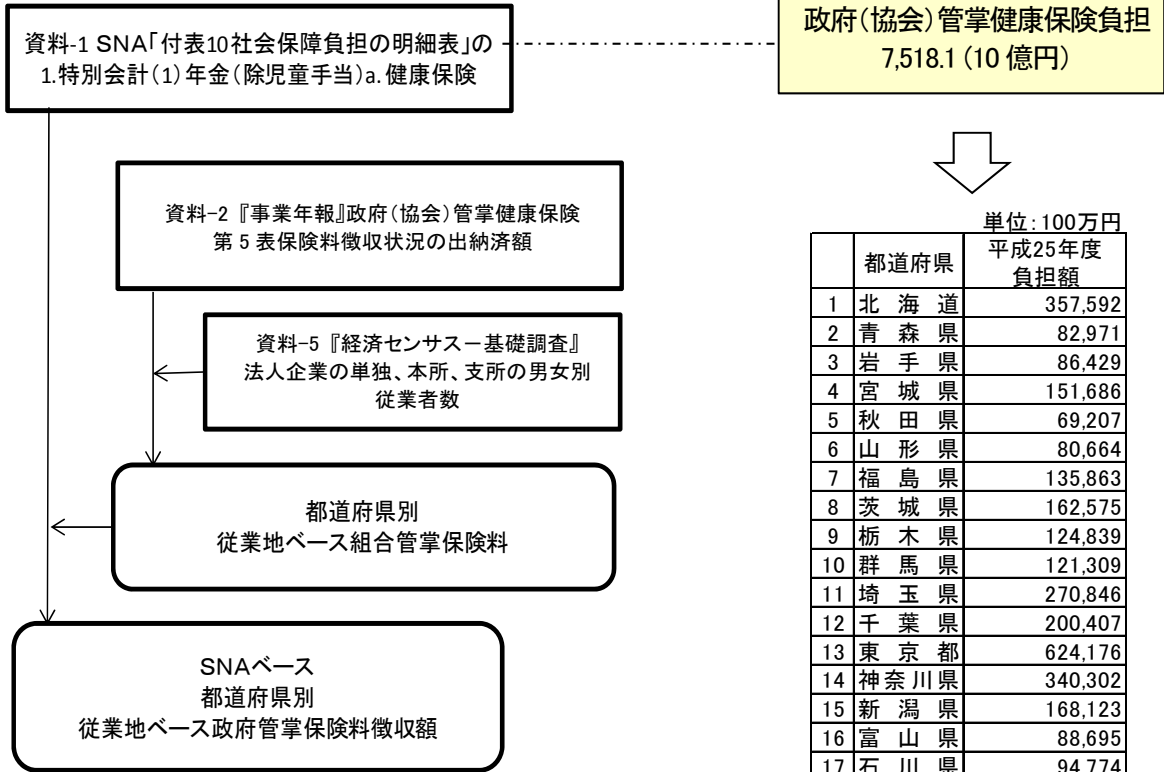 資料-1 SNA「付表10社会保障負担の明細表」の
1.特別会計(1)年金(除児童手当)a.健康保険
政府(協会)管掌健康保険負担
7,518.1(10億円)
資料-2『事業年報』政府(協会)管掌健康保険
第5表保険料徴収状況の出納済額
資料-5『経済センサスー基礎調査』
法人企業の単独、本所、支所の男女別
従業者数
都道府県別
従業地ベース組合管掌保険料
SNAベース
都道府県別
従業地ベース政府管掌保険料徴収額
単位:100万円
都道府県 平成25年度
負担額
1 北海道 357,592
2 青森県 82,971
3 岩手県 86,429
4 宮城県 151,686
5 秋田県 69,207
6 山形県 80,664
7 福島県 135,863
8 茨城県 162,575
9 栃木県 124,839
10 群馬県 121,309
11 埼玉県 270,846
12 千葉県 200,407
13 東京都 624,176
14 神奈川県 340,302
15 新潟県 168,123
16 富山県 88,695
17 石川県 94,774